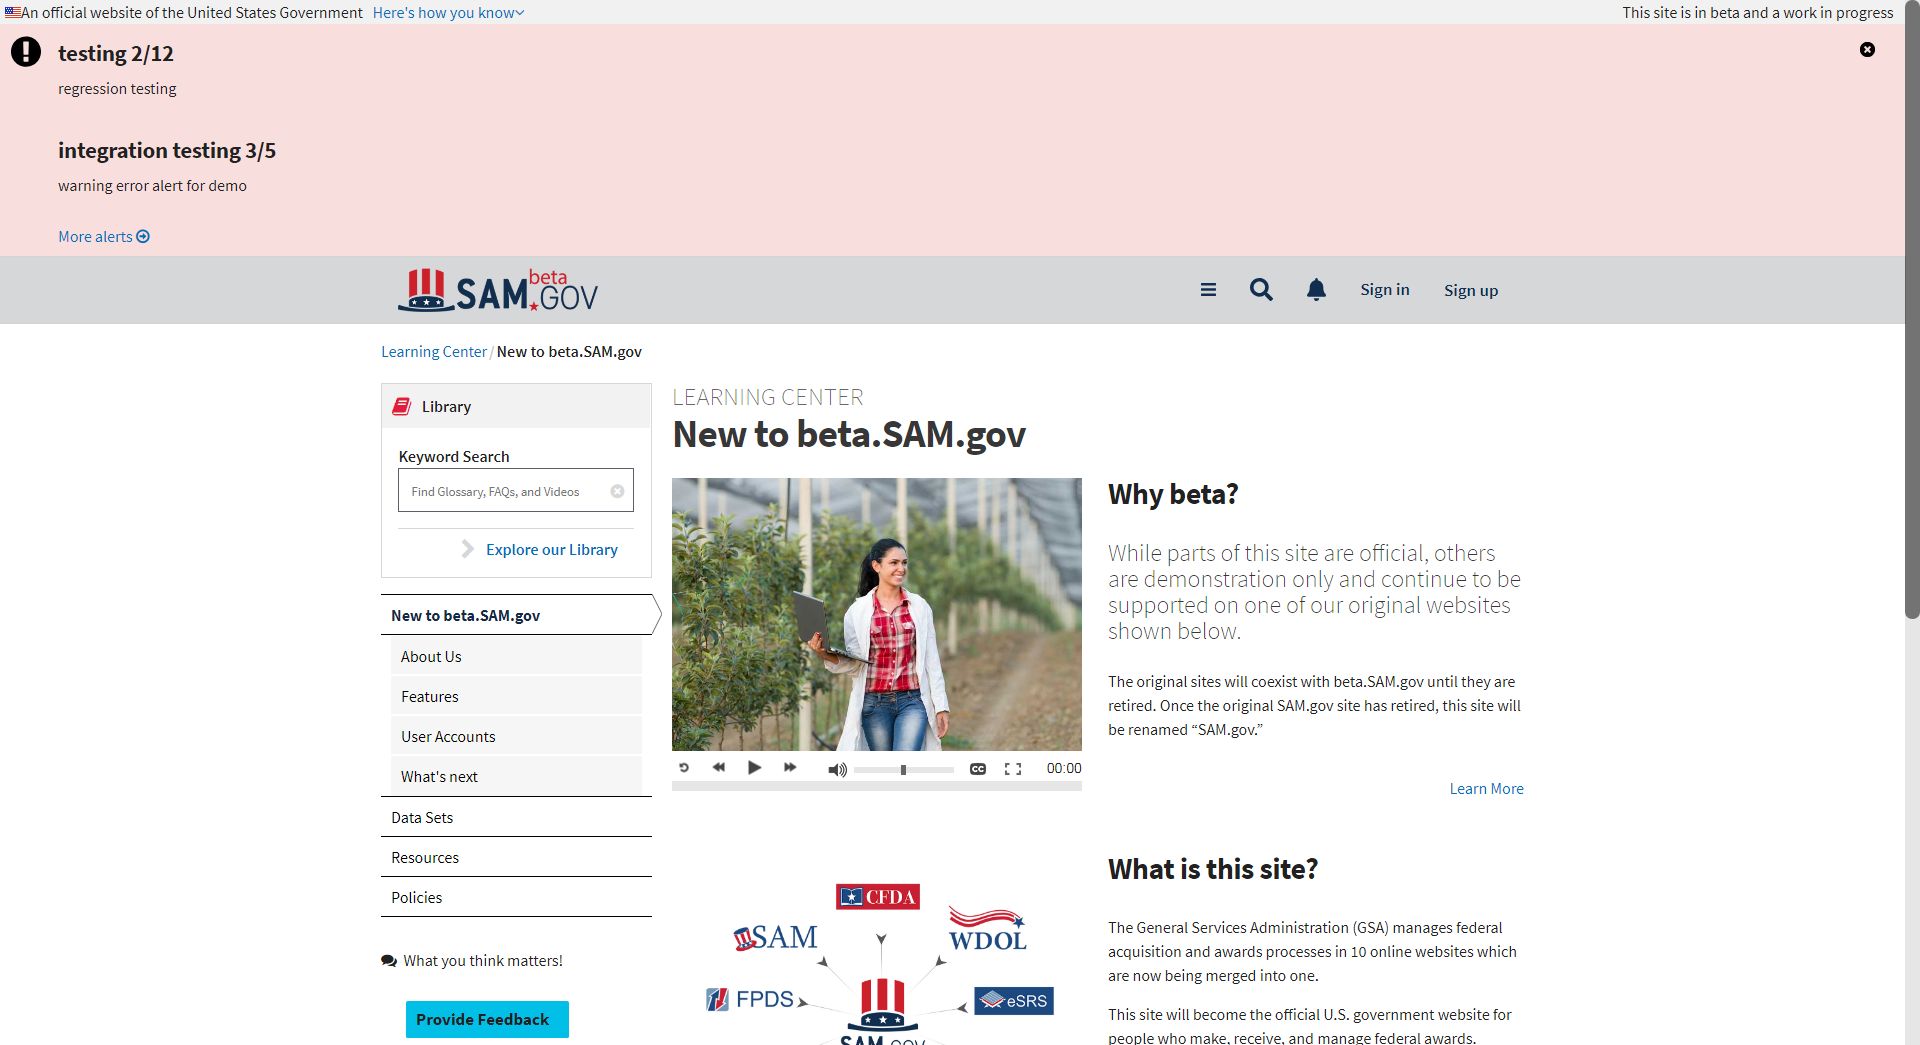 An official website of the United States Government Here's how you know
This site is in beta and a work in progress
testing 2/12
regression testing
integration testing 3/5
warning error alert for demo
More alerts
SAM.GOV beta
Sign in
Sign up
Learning Center / New to beta.SAM.gov
Library
Keyword Search
Find Glossary, FAQs, and Videos
Explore our Library
New to beta.SAM.gov
About Us
Features
User Accounts
What's next
Data Sets
Resources
Policies
What you think matters!
Provide Feedback
LEARNING CENTER
New to beta.SAM.gov
CC
00:00
Why beta?
While parts of this site are official, others
are demonstration only and continue to be
supported on one of our original websites
shown below.
The original sites will coexist with beta.SAM.gov until they are
retired. Once the original SAM.gov site has retired, this site will
be renamed “SAM.gov.”
Learn More
CFDA
SAM
WDOL
FPDS
eSRS
SAM.GOV
What is this site?
The General Services Administration (GSA) manages federal
acquisition and awards processes in 10 online websites which
are now being merged into one.
This site will become the official U.S. government website for
people who make, receive, and manage federal awards.